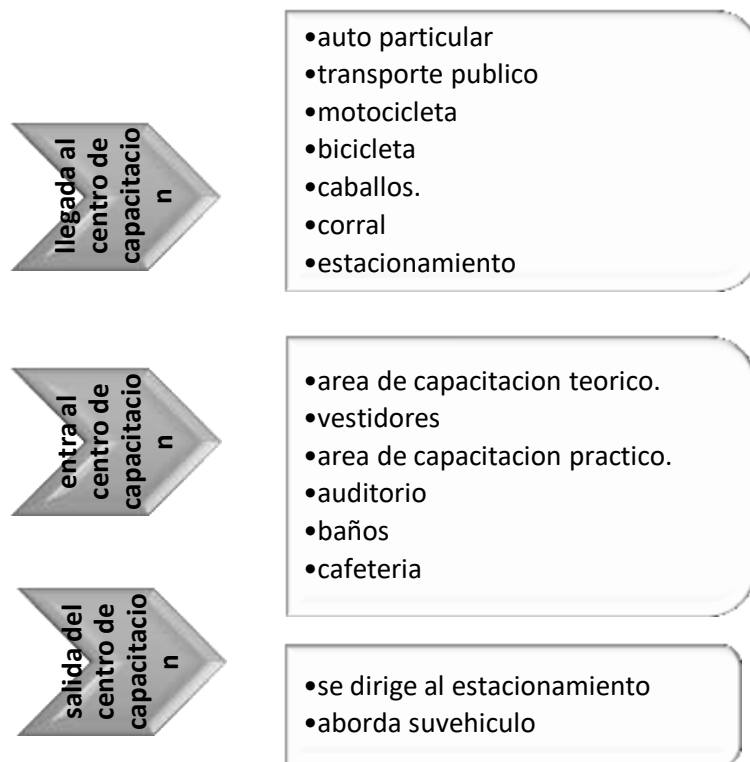 llegada al
centro de
capacitacio
n
•auto particular
•transporte publico
•motocicleta
•bicicleta
•caballos.
•corral
•estacionamiento
entra al
centro de
capacitacio
n
•area de capacitacion teorico.
•vestidores
•area de capacitacion practico.
•auditorio
•baños
•cafeteria
salida del
centro de
capacitacio
n
•se dirige al estacionamiento
•aborda suvehiculo